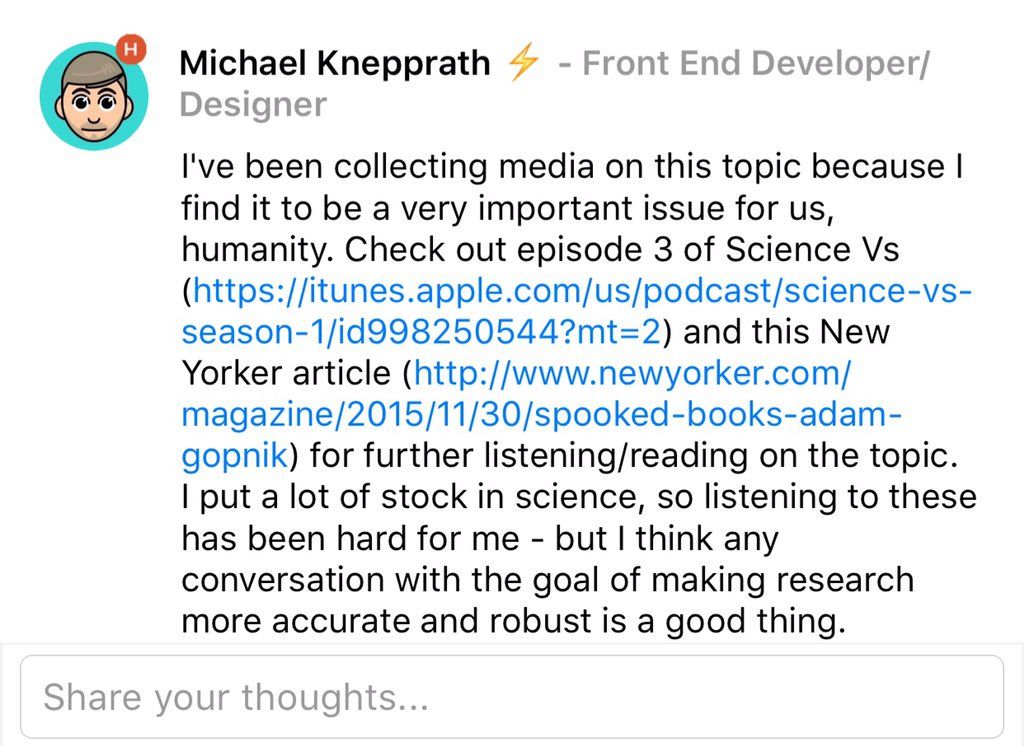 H
Michael Knepprath ⚡ - Front End Developer/
Designer
I've been collecting media on this topic because I
find it to be a very important issue for us,
humanity. Check out episode 3 of Science Vs
(https://itunes.apple.com/us/podcast/science-vs-
season-1/id998250544?mt=2) and this New
Yorker article (http://www.newyorker.com/
magazine/2015/11/30/spooked-books-adam-
gopnik) for further listening/reading on the topic.
I put a lot of stock in science, so listening to these
has been hard for me - but I think any
conversation with the goal of making research
more accurate and robust is a good thing.
Share your thoughts...